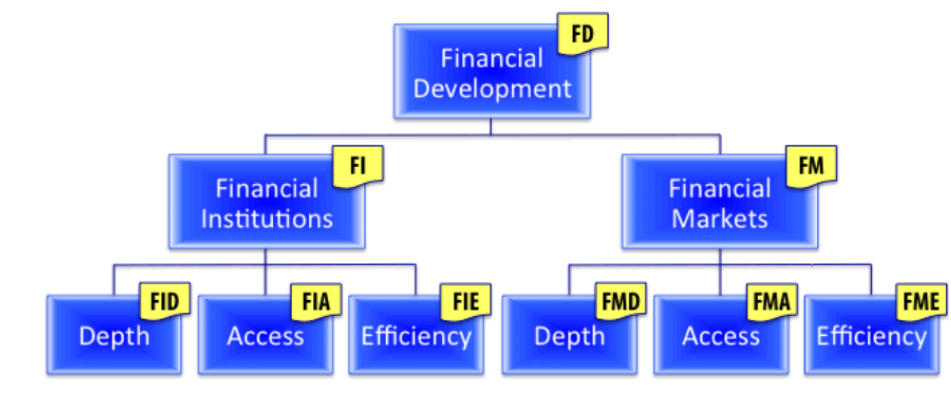 FD
Financial
Development
FI
Financial
Institutions
FM
Financial
Markets
FID
Depth
FIA
Access
FIE
Efficiency
FMD
Depth
FMA
Access
FME
Efficiency